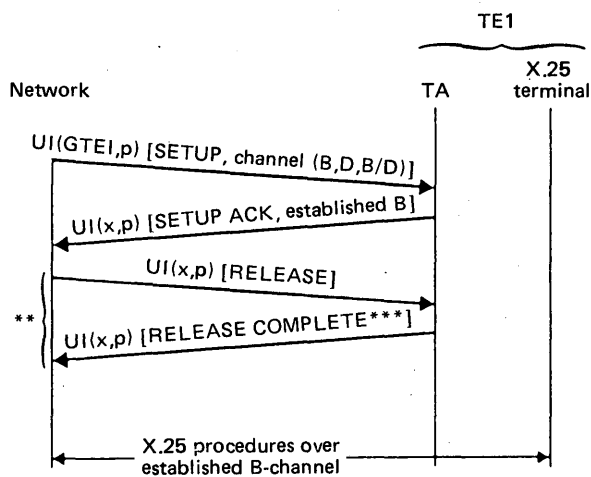 TE1
X.25
Network TA terminal
UI(GTEI,p) [SETUP, channel (B,D,B/D)]
UI(x,p) [SETUP ACK, established B]
UI(x,p) [RELEASE]
**
UI(x,p) [RELEASE COMPLETE***]
X.25 procedures over
established B-channel